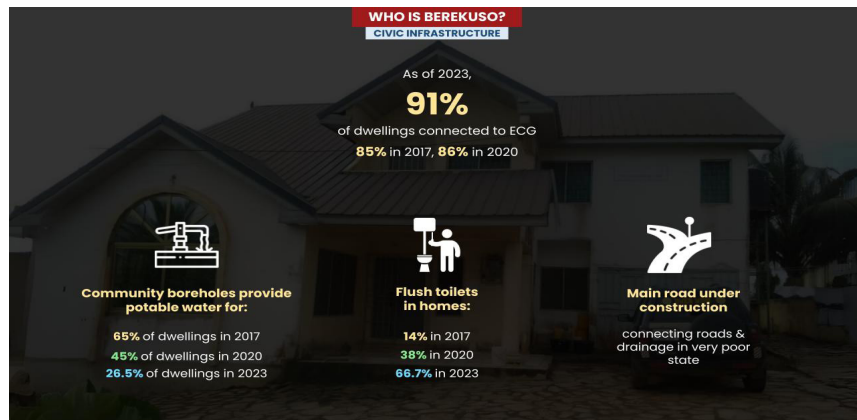 WHO IS BEREKUSO?
CIVIC INFRASTRUCTURE
As of 2023,
91%
of dwellings connected to ECG
85% in 2017, 86% in 2020
Community boreholes provide
potable water for:
65% of dwellings in 2017
45% of dwellings in 2020
26.5% of dwellings in 2023
Flush toilets
in homes:
14% in 2017
38% in 2020
66.7% in 2023
Main road under
construction
connecting roads &
drainage in very poor
state